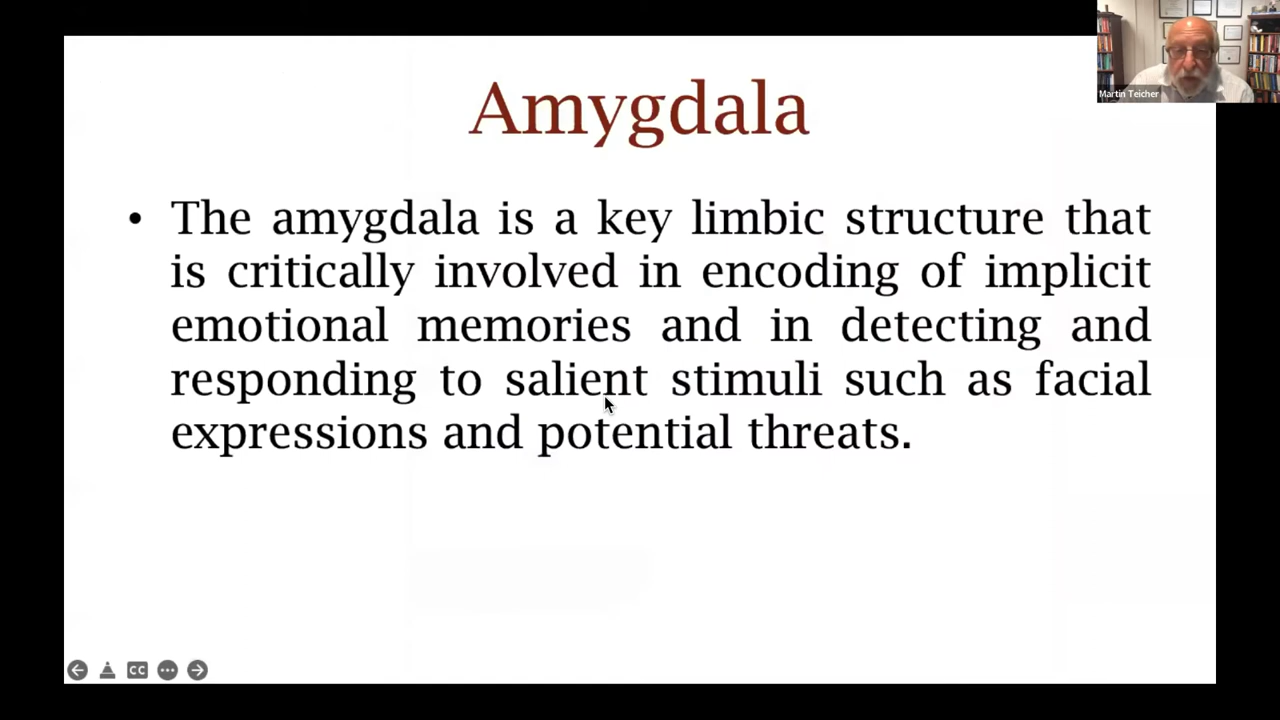 Amygdala
Martin Teicher
• The amygdala is a key limbic structure that
is critically involved in encoding of implicit
emotional memories and in detecting and
responding to salient stimuli such as facial
expressions and potential threats.
CC